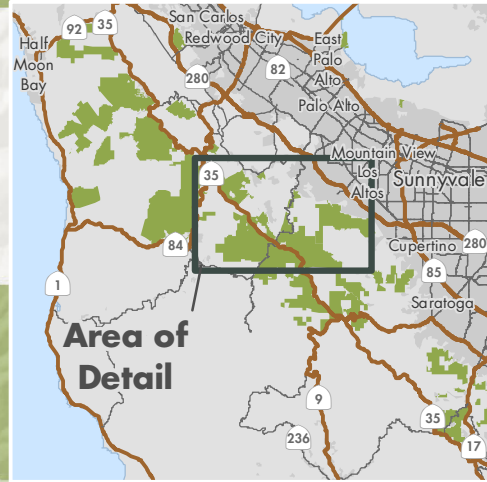 San Carlos
92
35
Redwood City
East
Palo
Alto
Half
Moon
Bay
280
82
Palo Alto
Mountain View
35
Los
Altos
Sunnyvale
84
Cupertino
280
1
85
Saratoga
Area of
Detail
9
35
236
17